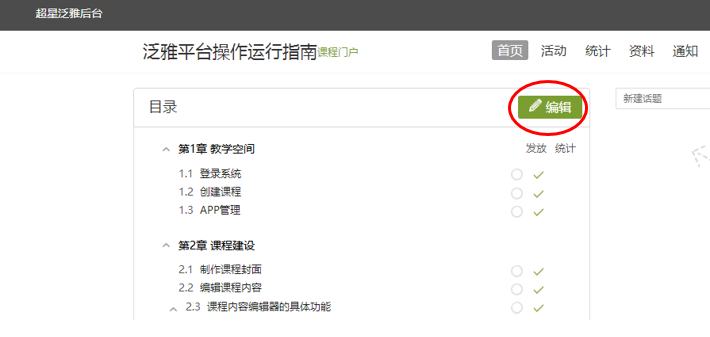 超星泛雅后台
泛雅平台操作运行指南课程门户 首页 活动 统计 资料 通知
目录 编辑 新建话题
第1章 教学空间 发放 统计
1.1 登录系统
1.2 创建课程
1.3 APP管理
第2章 课程建设
2.1 制作课程封面
2.2 编辑课程内容
2.3 课程内容编辑器的具体功能